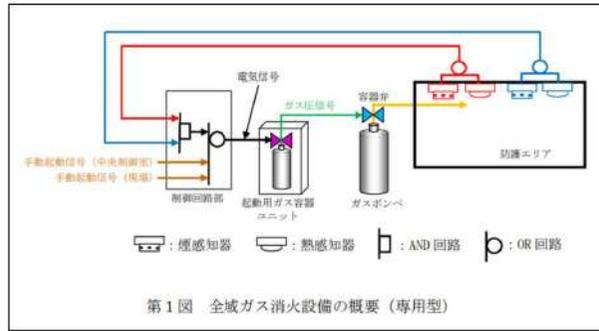 電気信号
ガス圧信号
容器弁
防護エリア
手動起動信号（中央制御室）
手動起動信号（現場）
制御回路部
起動用ガス容器
ユニット
ガスボンベ
：煙感知器
：熱感知器
：AND 回路
：OR 回路
第１図　全域ガス消火設備の概要（専用型）